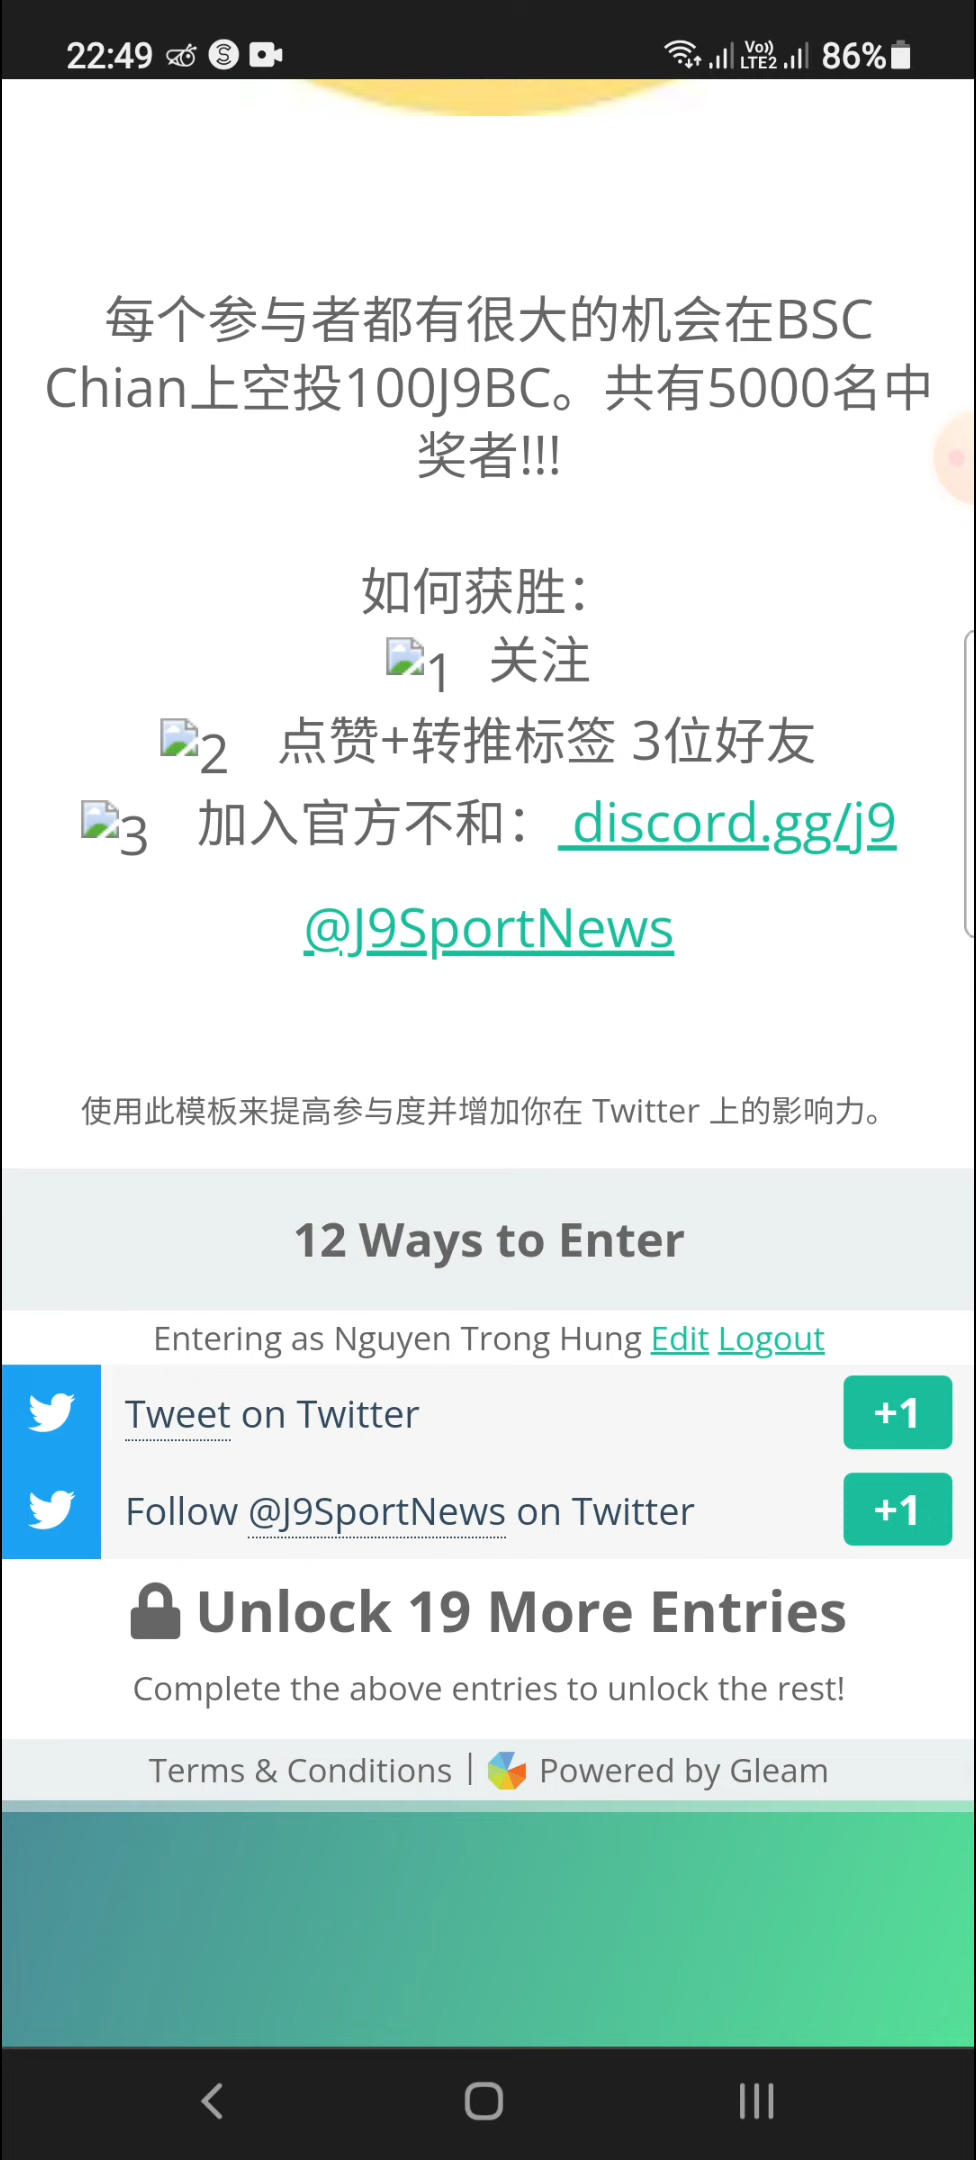 22:49 Vo)) LTE2 86%
每个参与者都有很大的机会在BSC
Chian上空投100J9BC。共有5000名中
奖者!!!
如何获胜：
1 关注
2 点赞+转推标签 3位好友
3 加入官方不和： discord.gg/j9
@J9SportNews
使用此模板来提高参与度并增加你在 Twitter 上的影响力。
12 Ways to Enter
Entering as Nguyen Trong Hung Edit Logout
Tweet on Twitter +1
Follow @J9SportNews on Twitter +1
Unlock 19 More Entries
Complete the above entries to unlock the rest!
Terms & Conditions | Powered by Gleam